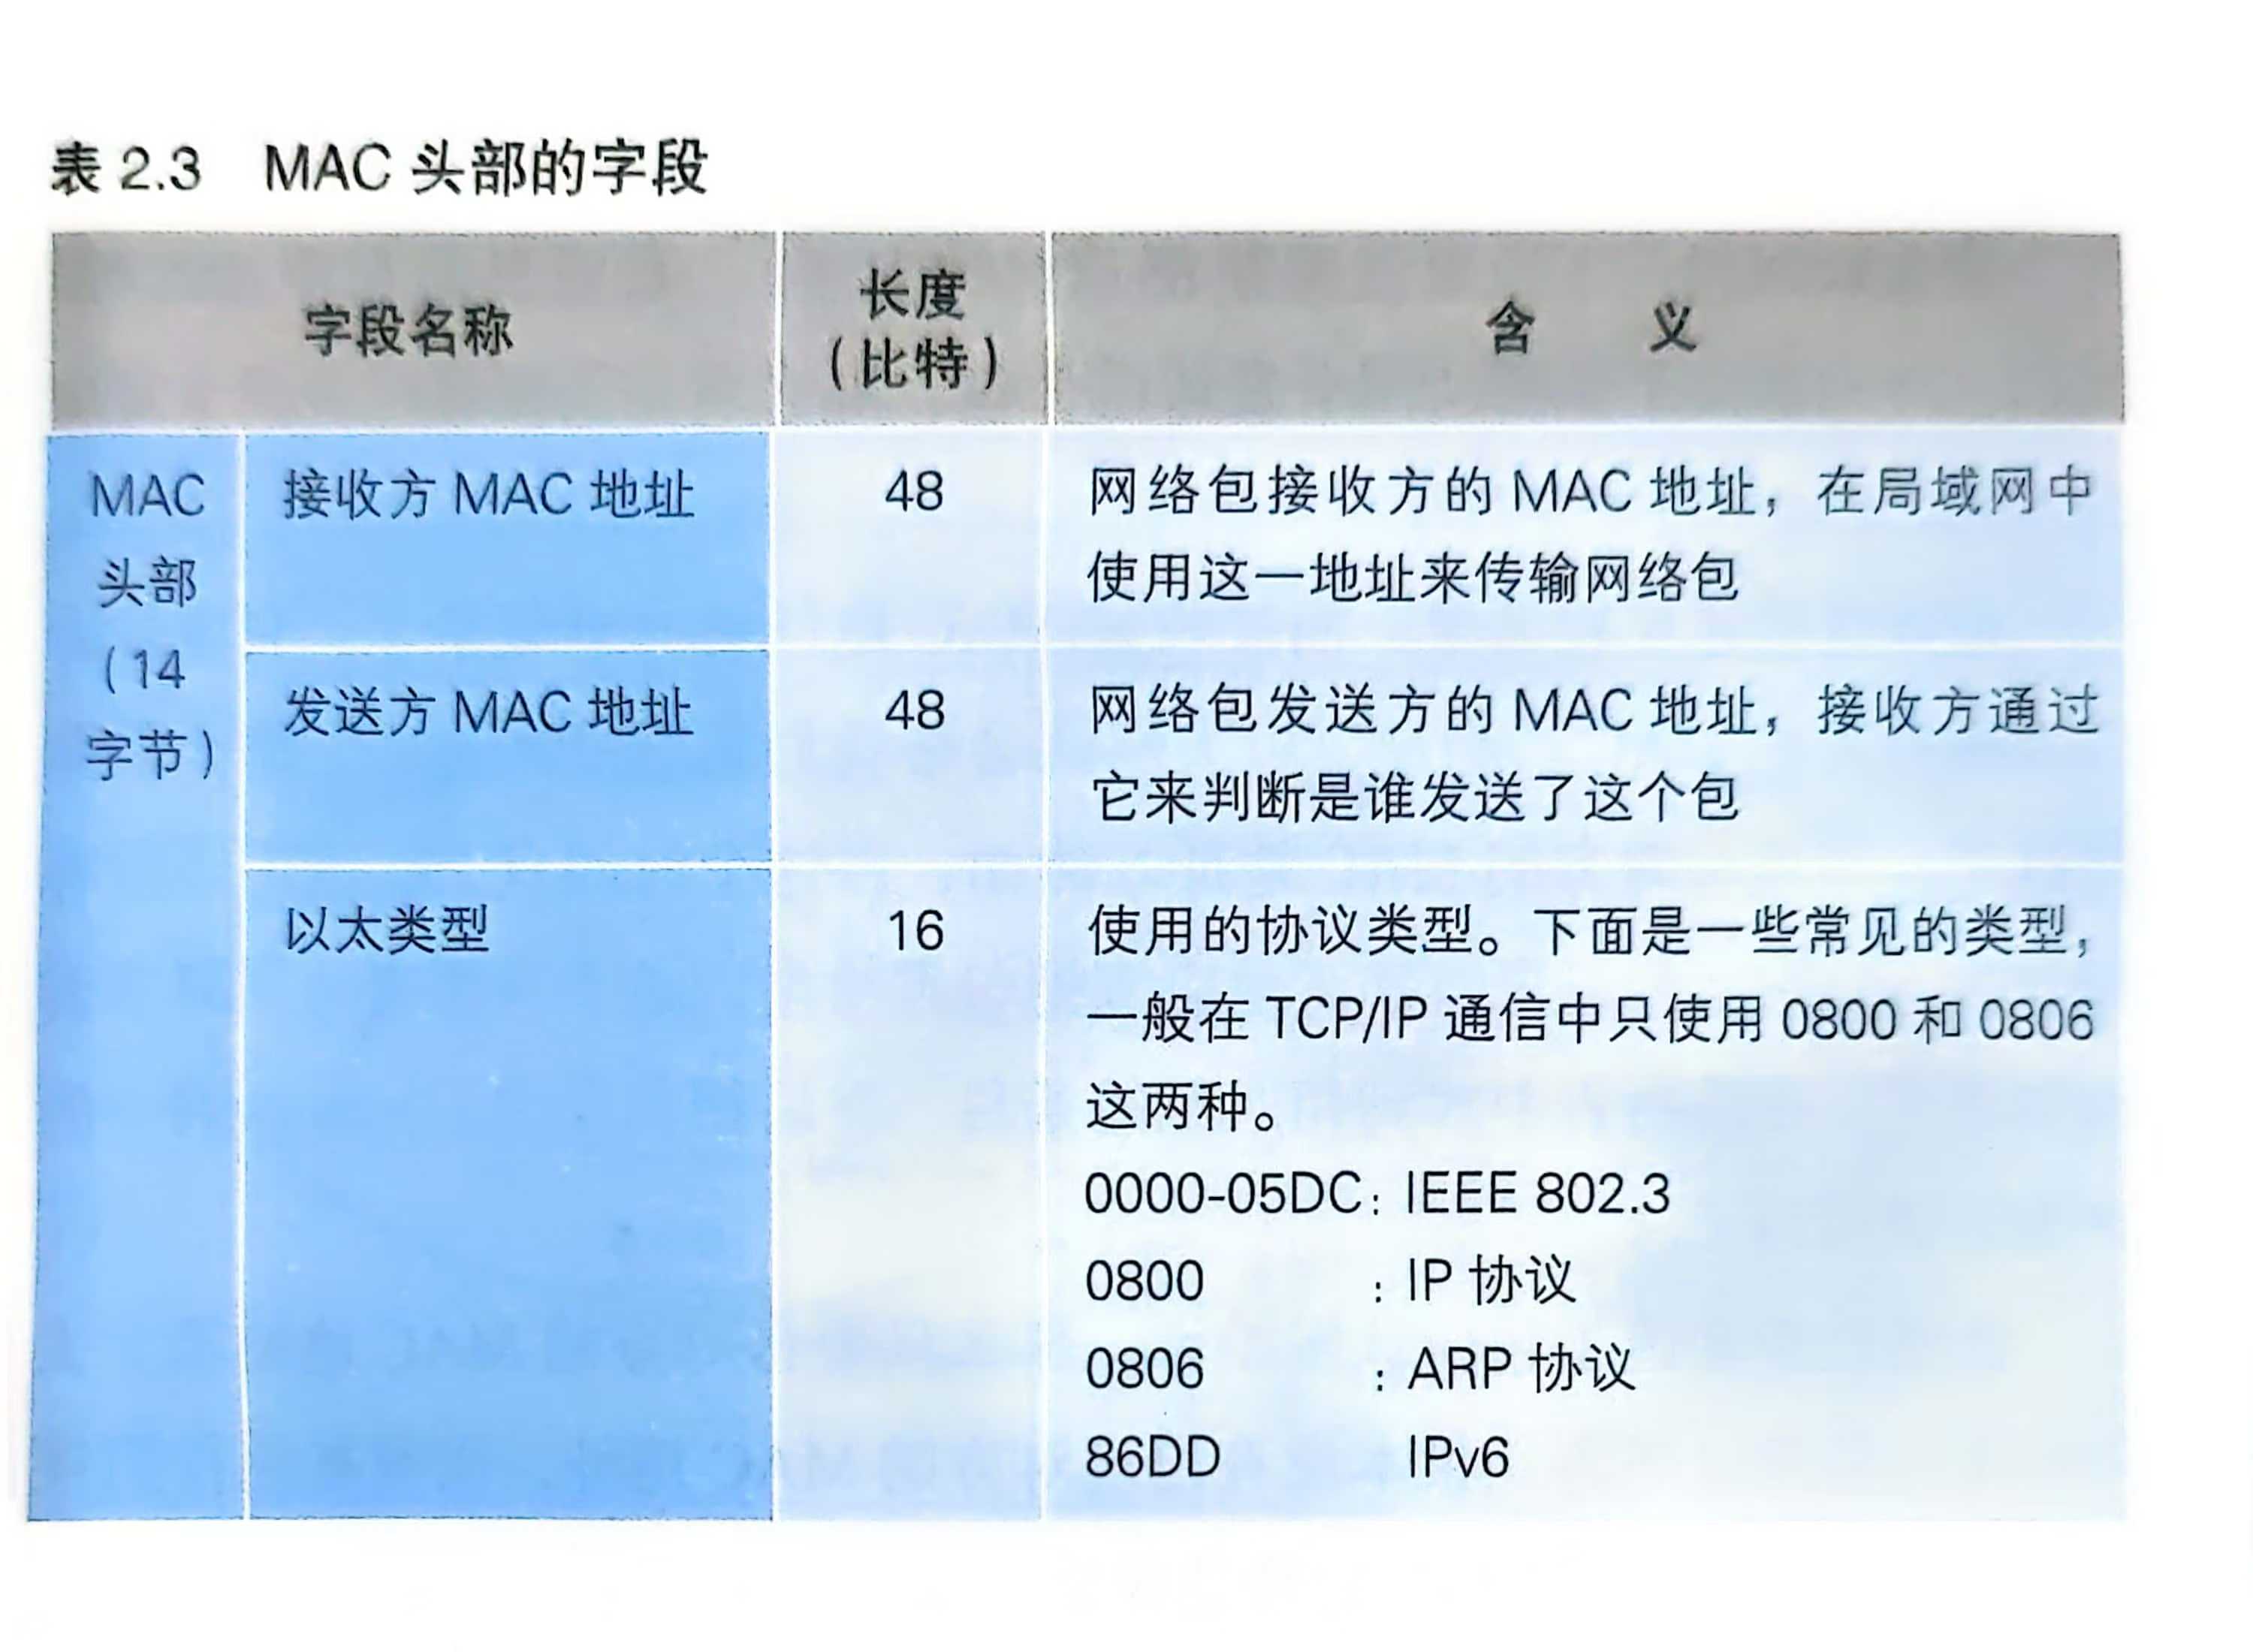 表 2.3 MAC 头部的字段
字段名称
长度
(比特)
含 义
MAC
头部
(14
字节)
接收方 MAC 地址
48
网络包接收方的 MAC 地址，在局域网中
使用这一地址来传输网络包
发送方 MAC 地址
48
网络包发送方的 MAC 地址，接收方通过
它来判断是谁发送了这个包
以太类型
16
使用的协议类型。下面是一些常见的类型，
一般在 TCP/IP 通信中只使用 0800 和 0806
这两种。
0000-05DC：IEEE 802.3
0800 ：IP 协议
0806 ：ARP 协议
86DD IPv6